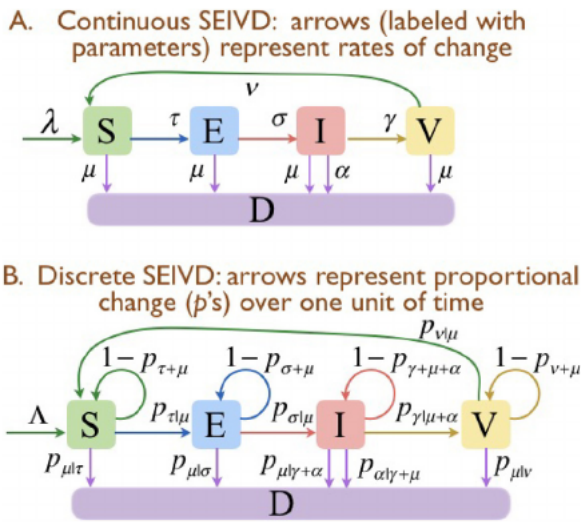 A. Continuous SEIVD: arrows (labeled with
parameters) represent rates of change
ν
λ S τ E σ I γ V
μ μ μ α μ
D
B. Discrete SEIVD: arrows represent proportional
change (p's) over one unit of time
p_{ν|μ}
1−p_{τ+μ} 1−p_{σ+μ} 1−p_{γ+μ+α} 1−p_{ν+μ}
Λ S p_{τ|μ} E p_{σ|μ} I p_{γ|μ+α} V
p_{μ|τ} p_{μ|σ} p_{μ|γ+α} p_{α|γ+μ} p_{μ|ν}
D